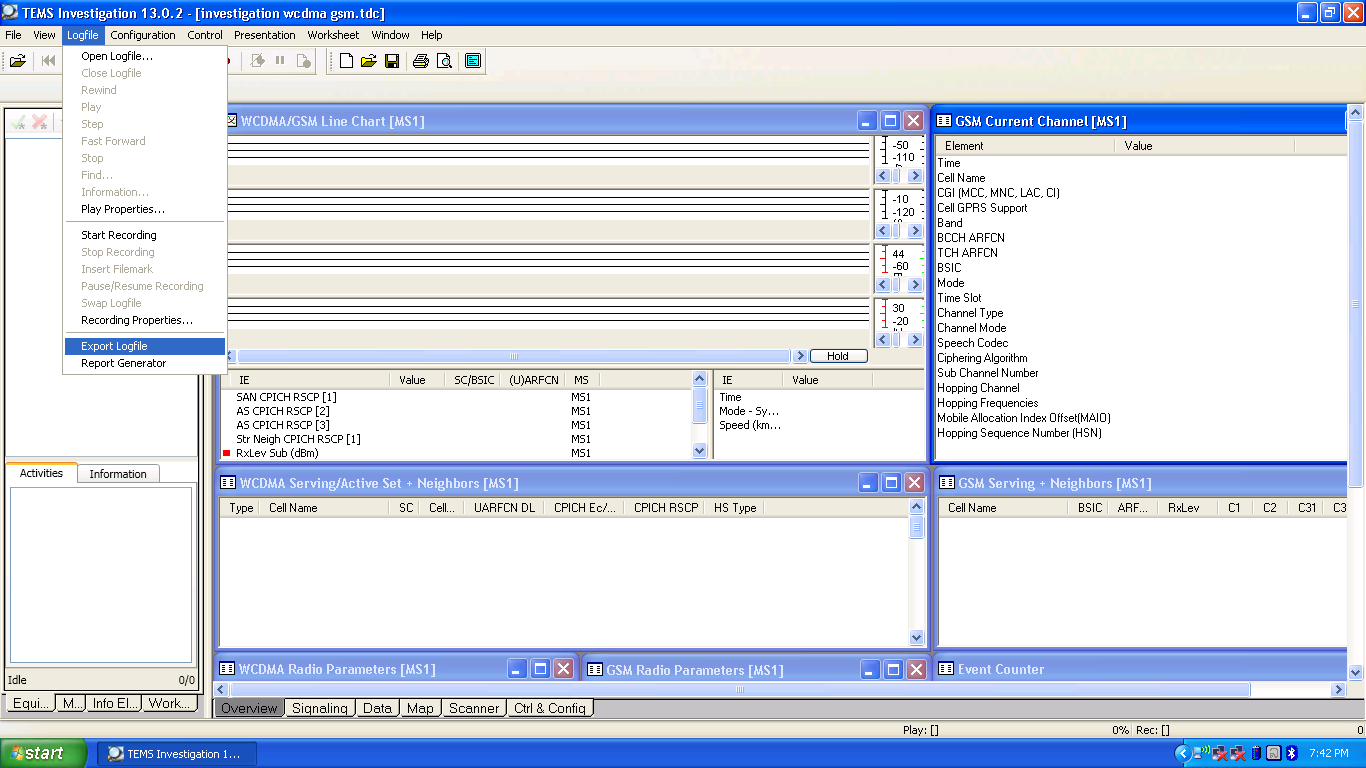 TEMS Investigation 13.0.2 - [investigation wcdma gsm.tdc]
File View Logfile Configuration Control Presentation Worksheet Window Help
Open Logfile...
Close Logfile
Rewind
Play
Step
Fast Forward
Stop
Find...
Information...
Play Properties...
Start Recording
Stop Recording
Insert Filemark
Pause/Resume Recording
Swap Logfile
Recording Properties...
Export Logfile
Report Generator
WCDMA/GSM Line Chart [MS1]
-50
-110
-10
-120
44
-60
30
-20
Hold
IE Value SC/BSIC (U)ARFCN MS
SAN CPICH RSCP [1] MS1
AS CPICH RSCP [2] MS1
AS CPICH RSCP [3] MS1
Str Neigh CPICH RSCP [1] MS1
RxLev Sub (dBm) MS1
IE Value
Time
Mode - Sy...
Speed (km...
GSM Current Channel [MS1]
Element Value
Time
Cell Name
CGI (MCC, MNC, LAC, CI)
Cell GPRS Support
Band
BCCH ARFCN
TCH ARFCN
BSIC
Mode
Time Slot
Channel Type
Channel Mode
Speech Codec
Ciphering Algorithm
Sub Channel Number
Hopping Channel
Hopping Frequencies
Mobile Allocation Index Offset(MAIO)
Hopping Sequence Number (HSN)
Activities Information
Idle 0/0
Equi... M... Info El... Work...
WCDMA Serving/Active Set + Neighbors [MS1]
Type Cell Name SC Cell... UARFCN DL CPICH Ec/... CPICH RSCP HS Type
GSM Serving + Neighbors [MS1]
Cell Name BSIC ARF... RxLev C1 C2 C31 C3
WCDMA Radio Parameters [MS1]
GSM Radio Parameters [MS1]
Event Counter
Overview Signaling Data Map Scanner Ctrl & Config
Play: [] 0% Rec: [] 0
start TEMS Investigation 1... 7:42 PM